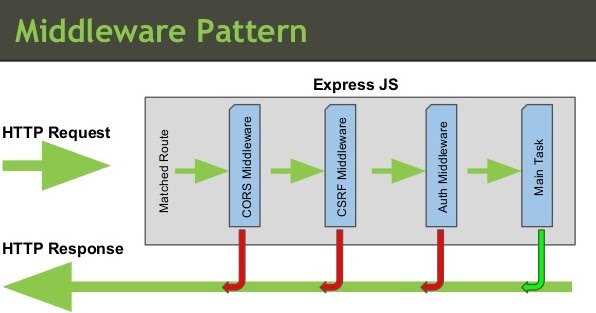 Middleware Pattern
Express JS
HTTP Request
Matched Route
CORS Middleware
CSRF Middleware
Auth Middleware
Main Task
HTTP Response